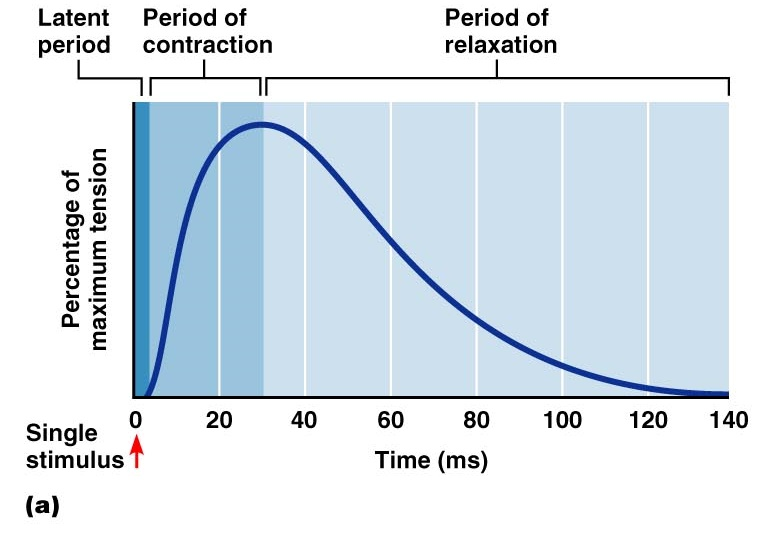 Latent
period
Period of
contraction
Period of
relaxation
Percentage of
maximum tension
0
20
40
60
80
100
120
140
Single
stimulus
Time (ms)
(a)